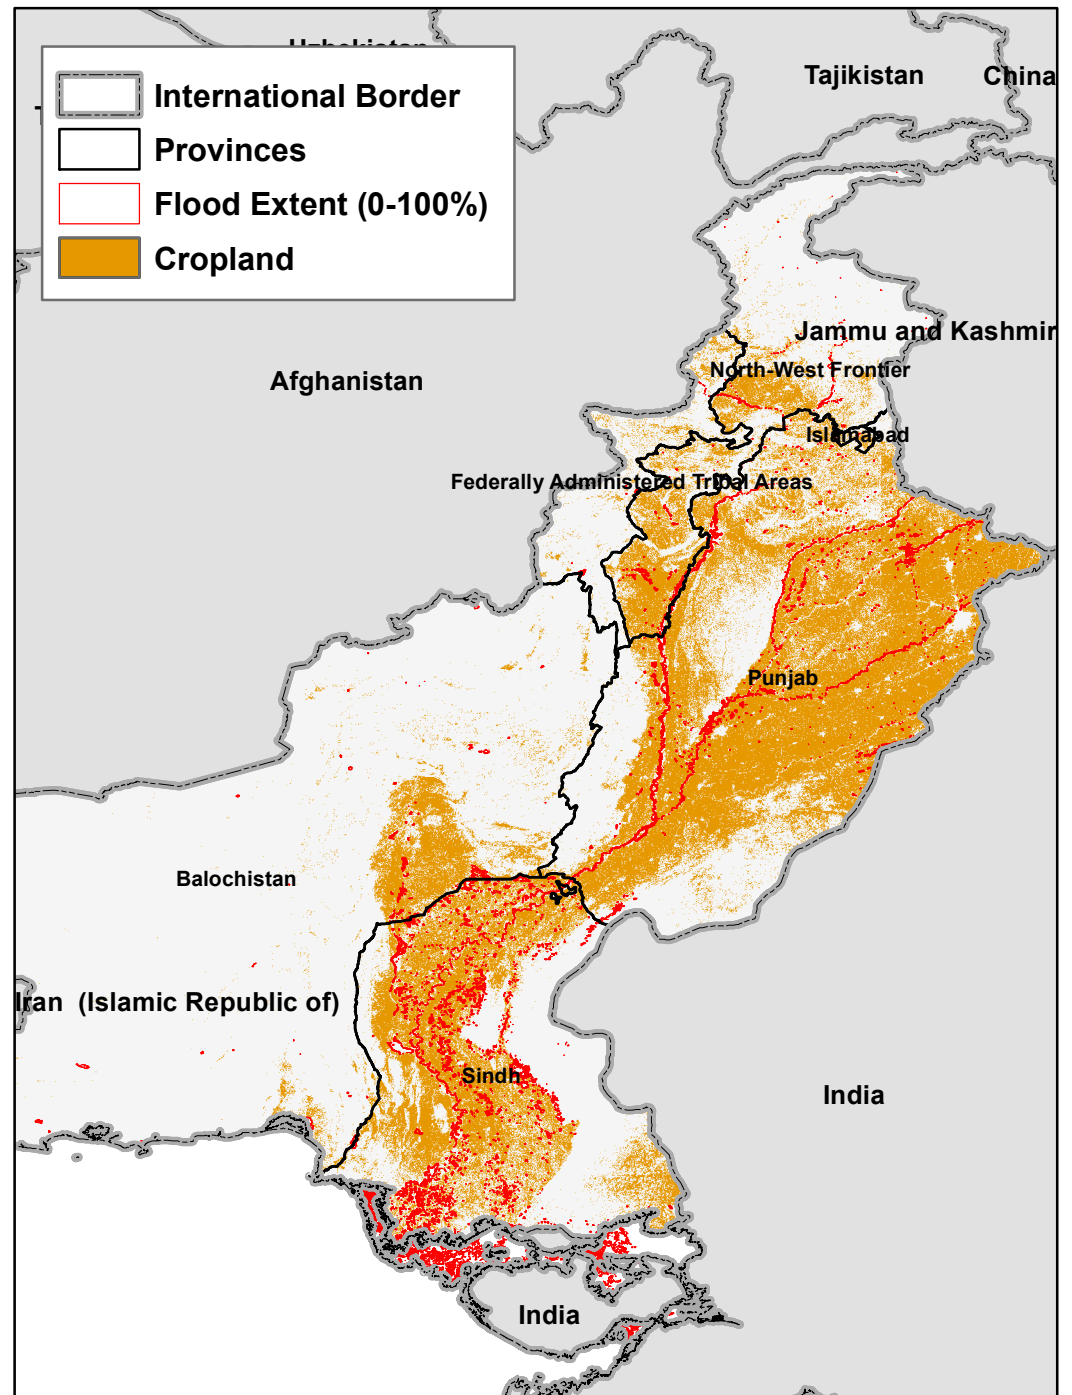 Tajikistan
China
International Border
Provinces
Flood Extent (0-100%)
Cropland
Jammu and Kashmir
North-West Frontier
Afghanistan
Islamabad
Federally Administered Tribal Areas
Punjab
Balochistan
Iran (Islamic Republic of)
Sindh
India
India